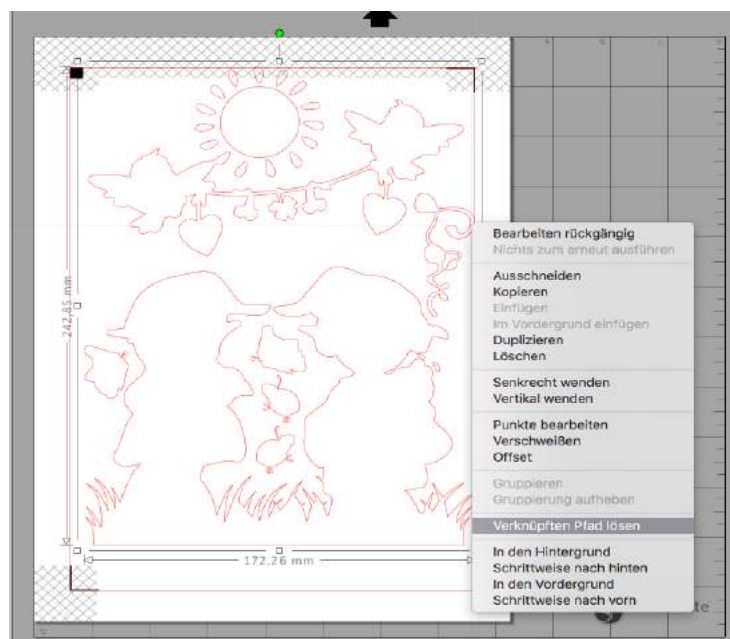 Bearbeiten rückgängig
Nichts zum erneut ausführen
Ausschneiden
Kopieren
Einfügen
Im Vordergrund einfügen
Duplizieren
Löschen
Senkrecht wenden
Vertikal wenden
Punkte bearbeiten
Verschweißen
Offset
Gruppieren
Gruppierung aufheben
Verknüpften Pfad lösen
In den Hintergrund
Schrittweise nach hinten
In den Vordergrund
Schrittweise nach vorn
242,85 mm
172,26 mm
te